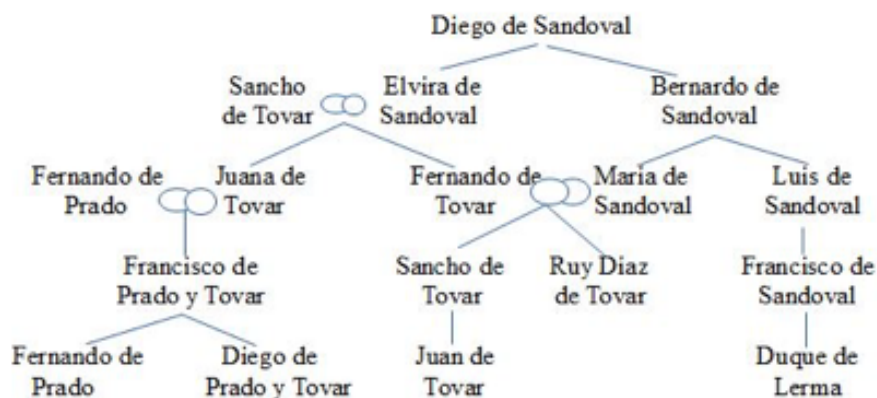 Diego de Sandoval
Sancho
de Tovar
Elvira de
Sandoval
Bernardo de
Sandoval
Fernando de
Prado
Juana de
Tovar
Fernando de
Tovar
Maria de
Sandoval
Luis de
Sandoval
Francisco de
Prado y Tovar
Sancho de
Tovar
Ruy Diaz
de Tovar
Francisco de
Sandoval
Fernando de
Prado
Diego de
Prado y Tovar
Juan de
Tovar
Duque de
Lerma